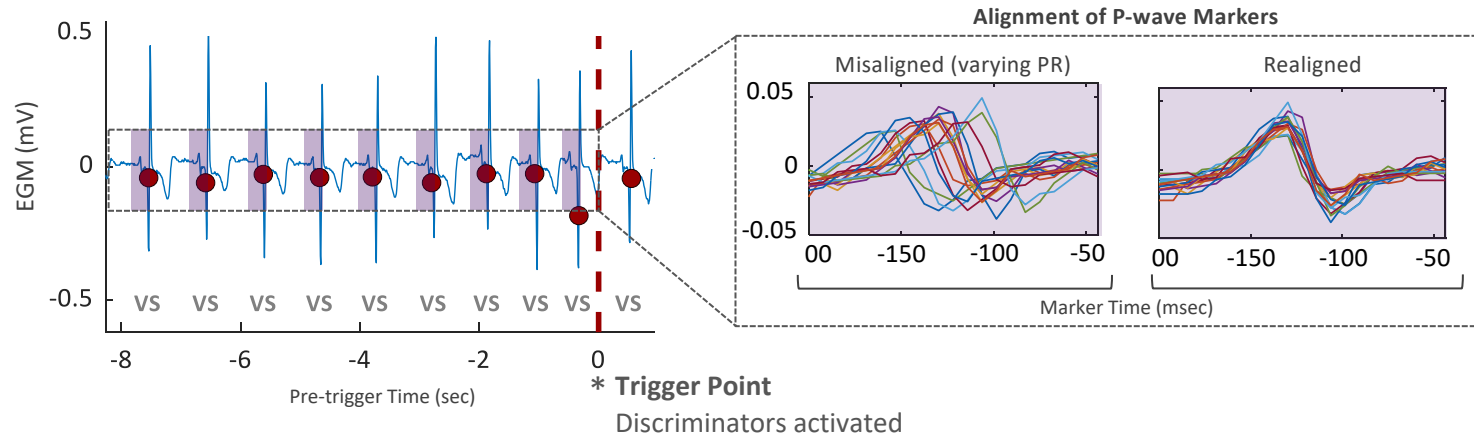 Alignment of P-wave Markers
Misaligned (varying PR)
Realigned
EGM (mV)
0.5
0
-0.5
VS VS VS VS VS VS VS VS VS VS
-8 -6 -4 -2 0
Pre-trigger Time (sec)
* Trigger Point
Discriminators activated
0.05
0
-0.05
00 -150 -100 -50
00 -150 -100 -50
Marker Time (msec)